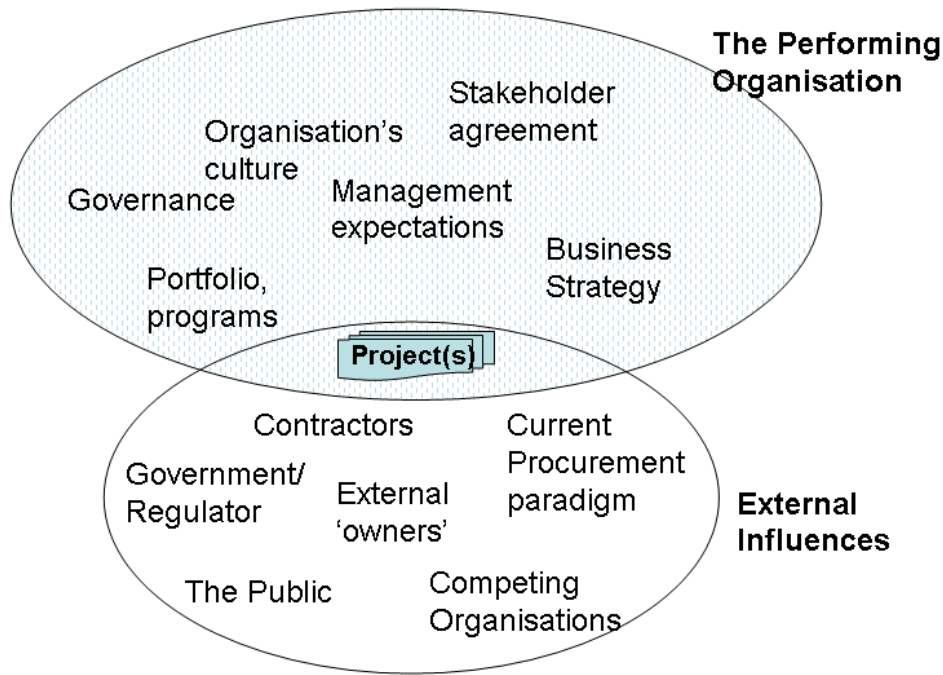 The Performing
Organisation
Stakeholder
agreement
Organisation's
culture
Governance
Management
expectations
Business
Strategy
Portfolio,
programs
Project(s)
Contractors
Current
Procurement
paradigm
Government/
Regulator
External
‘owners’
External
Influences
The Public
Competing
Organisations